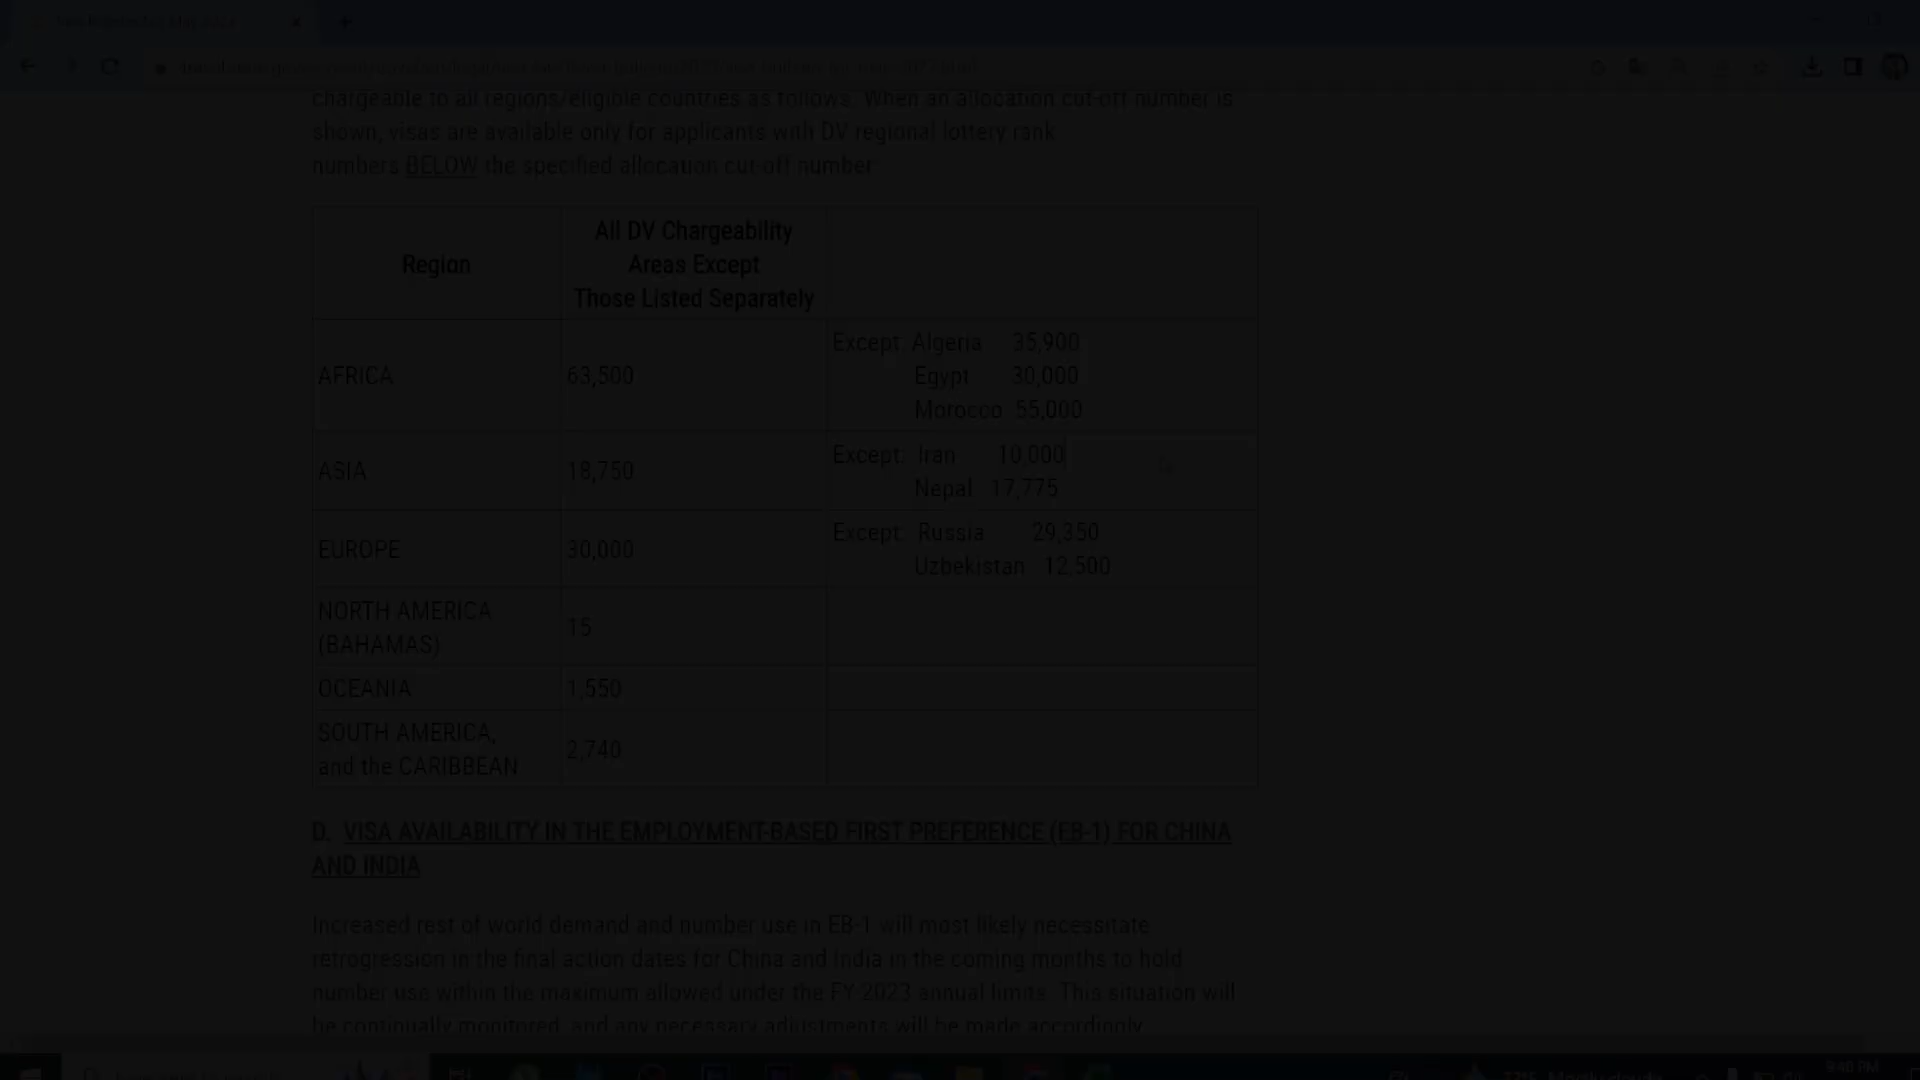 chargeable to all regions/eligible countries as follows. When an allocation cut-off number is
shown, visas are available only for applicants with DV regional lottery rank
numbers BELOW the specified allocation cut-off number
Region
All DV Chargeability
Areas Except
Those Listed Separately
AFRICA
63,500
Except: Algeria 35,900
Egypt 30,000
Morocco 55,000
ASIA
18,750
Except: Iran 10,000
Nepal 17,775
EUROPE
30,000
Except: Russia 29,350
Uzbekistan 12,500
NORTH AMERICA
(BAHAMAS)
15
OCEANIA
1,550
SOUTH AMERICA,
and the CARIBBEAN
2,740
D. VISA AVAILABILITY IN THE EMPLOYMENT-BASED FIRST PREFERENCE (EB-1) FOR CHINA
AND INDIA
Increased rest of world demand and number use in EB-1 will most likely necessitate
retrogression in the final action dates for China and India in the coming months to hold
number use within the maximum allowed under the FY-2023 annual limits. This situation will
be continually monitored, and any necessary adjustments will be made accordingly.